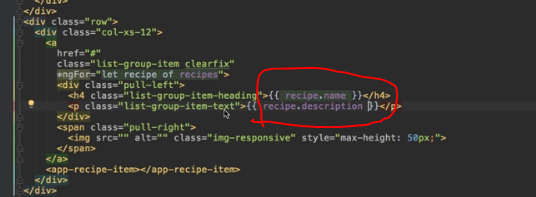 </div>
</div>
<div class="row">
<div class="col-xs-12">
<a
href="#"
class="list-group-item clearfix"
*ngFor="let recipe of recipes">
<div class="pull-left">
<h4 class="list-group-item-heading">{{ recipe.name }}</h4>
<p class="list-group-item-text">{{ recipe.description }}</p>
</div>
<span class="pull-right">
<img src="" alt="" class="img-responsive" style="max-height: 50px;">
</span>
</a>
<app-recipe-item></app-recipe-item>
</div>
</div>